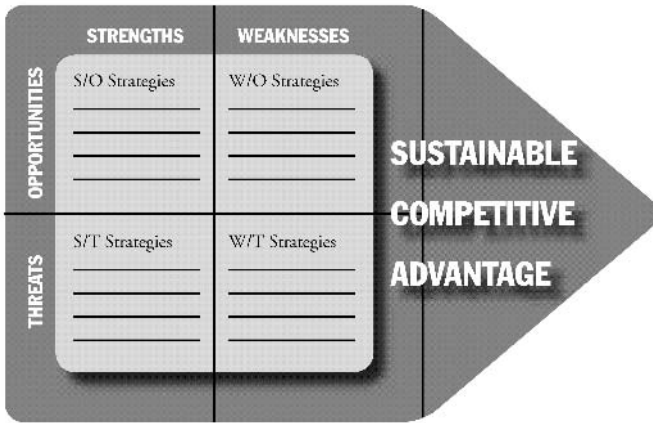 STRENGTHS WEAKNESSES
OPPORTUNITIES
S/O Strategies W/O Strategies
SUSTAINABLE
COMPETITIVE
ADVANTAGE
THREATS
S/T Strategies W/T Strategies